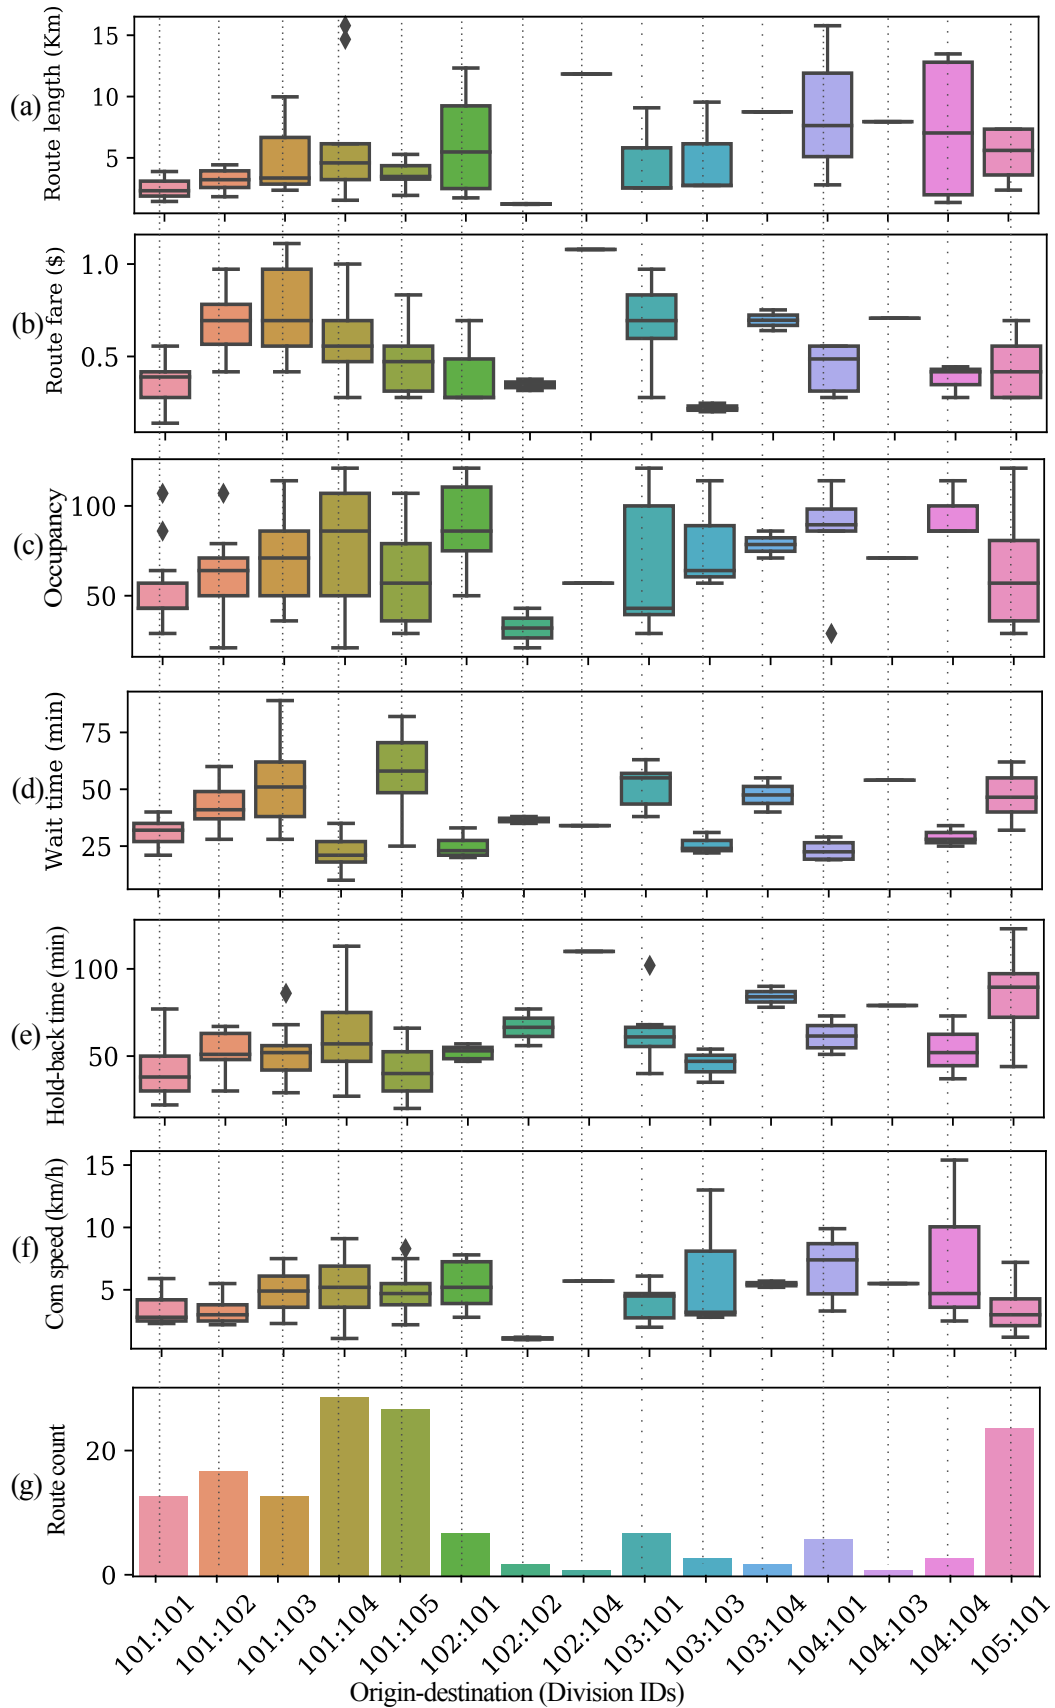 (a)
Route length (Km)
15
10
5
(b)
Route fare ($)
1.0
0.5
(c)
Occupancy
100
50
(d)
Wait time (min)
75
50
25
(e)
Hold-back time (min)
100
50
(f)
Com speed (km/h)
15
10
5
(g)
Route count
20
0
101:101 101:102 101:103 101:104 101:105 102:101 102:102 102:104 103:101 103:103 103:104 104:101 104:103 104:104 105:101
Origin-destination (Division IDs)